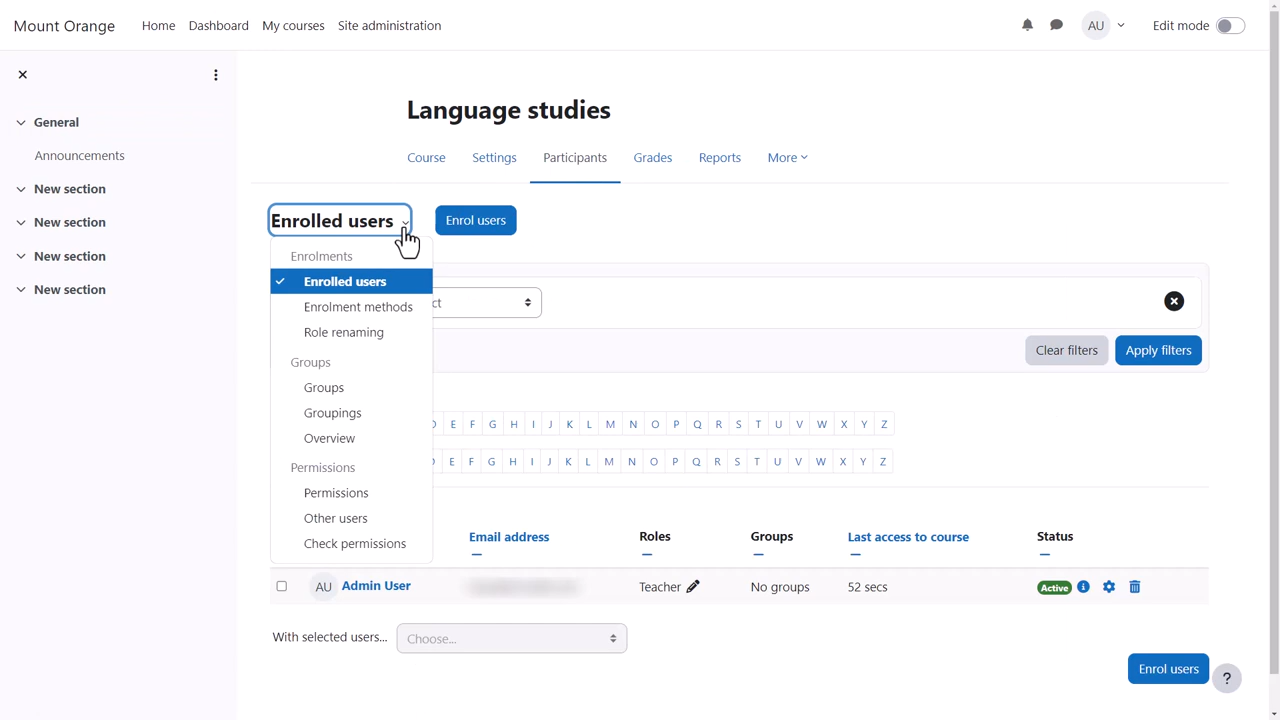 Mount Orange Home Dashboard My courses Site administration AU Edit mode
General
Announcements
New section
New section
New section
New section
Language studies
Course Settings Participants Grades Reports More
Enrolled users Enrol users
Enrolments
Enrolled users
Enrolment methods
Role renaming
Groups
Groups
Groupings
Overview
Permissions
Permissions
Other users
Check permissions
Clear filters Apply filters
E F G H I J K L M N O P Q R S T U V W X Y Z
E F G H I J K L M N O P Q R S T U V W X Y Z
Email address Roles Groups Last access to course Status
AU Admin User Teacher No groups 52 secs Active
With selected users... Choose...
Enrol users
?